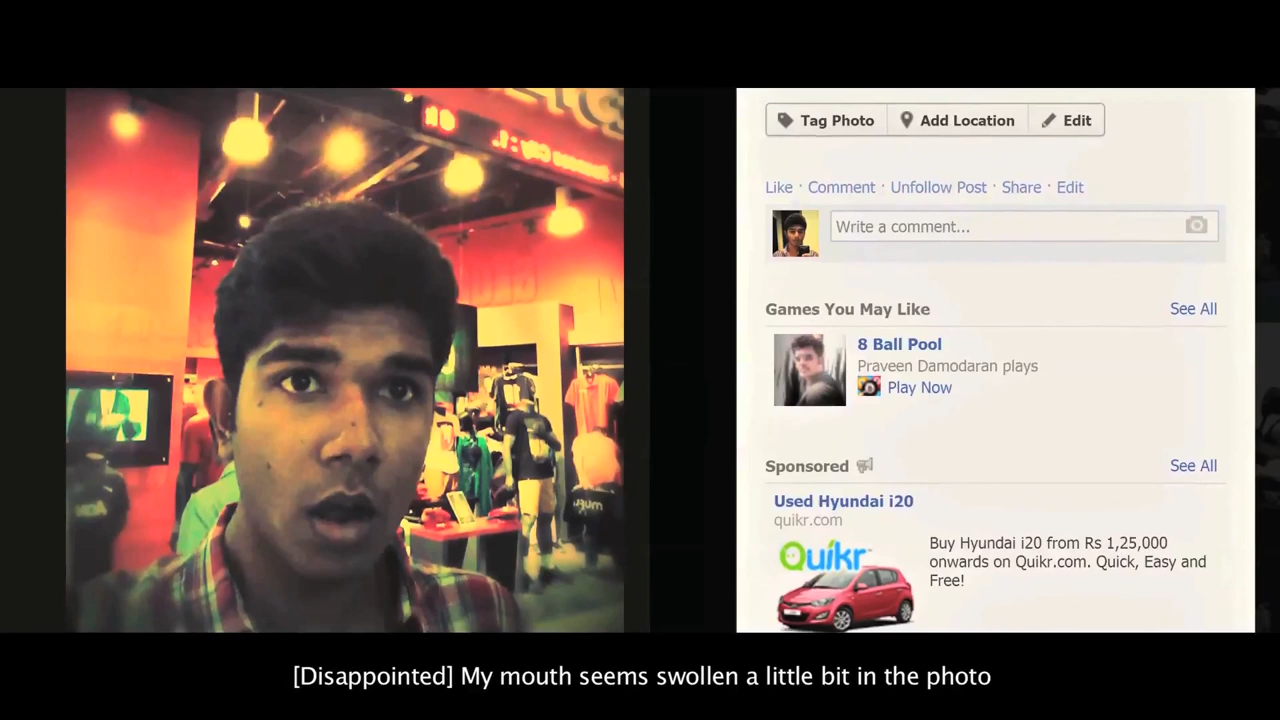 Tag Photo
Add Location
Edit
Like · Comment · Unfollow Post · Share · Edit
Write a comment...
Games You May Like
See All
8 Ball Pool
Praveen Damodaran plays
Play Now
Sponsored
See All
Used Hyundai i20
quikr.com
Quikr
Buy Hyundai i20 from Rs 1,25,000
onwards on Quikr.com. Quick, Easy and
Free!
[Disappointed] My mouth seems swollen a little bit in the photo